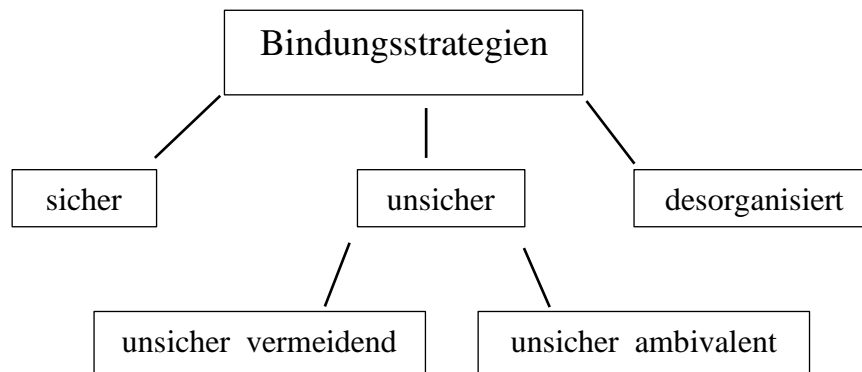 Bindungsstrategien
sicher
unsicher
desorganisiert
unsicher vermeidend
unsicher ambivalent